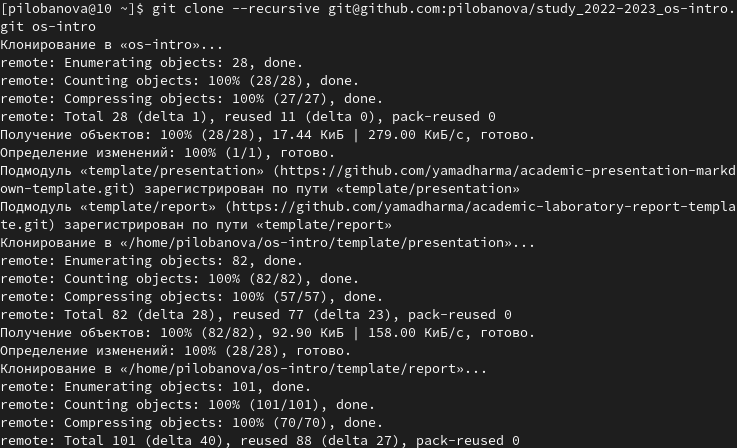 [pilobanova@10 ~]$ git clone --recursive git@github.com:pilobanova/study_2022-2023_os-intro.
git os-intro
Клонирование в «os-intro»...
remote: Enumerating objects: 28, done.
remote: Counting objects: 100% (28/28), done.
remote: Compressing objects: 100% (27/27), done.
remote: Total 28 (delta 1), reused 11 (delta 0), pack-reused 0
Получение объектов: 100% (28/28), 17.44 КиБ | 279.00 КиБ/с, готово.
Определение изменений: 100% (1/1), готово.
Подмодуль «template/presentation» (https://github.com/yamadharma/academic-presentation-markd
own-template.git) зарегистрирован по пути «template/presentation»
Подмодуль «template/report» (https://github.com/yamadharma/academic-laboratory-report-templa
te.git) зарегистрирован по пути «template/report»
Клонирование в «/home/pilobanova/os-intro/template/presentation»...
remote: Enumerating objects: 82, done.
remote: Counting objects: 100% (82/82), done.
remote: Compressing objects: 100% (57/57), done.
remote: Total 82 (delta 28), reused 77 (delta 23), pack-reused 0
Получение объектов: 100% (82/82), 92.90 КиБ | 158.00 КиБ/с, готово.
Определение изменений: 100% (28/28), готово.
Клонирование в «/home/pilobanova/os-intro/template/report»...
remote: Enumerating objects: 101, done.
remote: Counting objects: 100% (101/101), done.
remote: Compressing objects: 100% (70/70), done.
remote: Total 101 (delta 40), reused 88 (delta 27), pack-reused 0